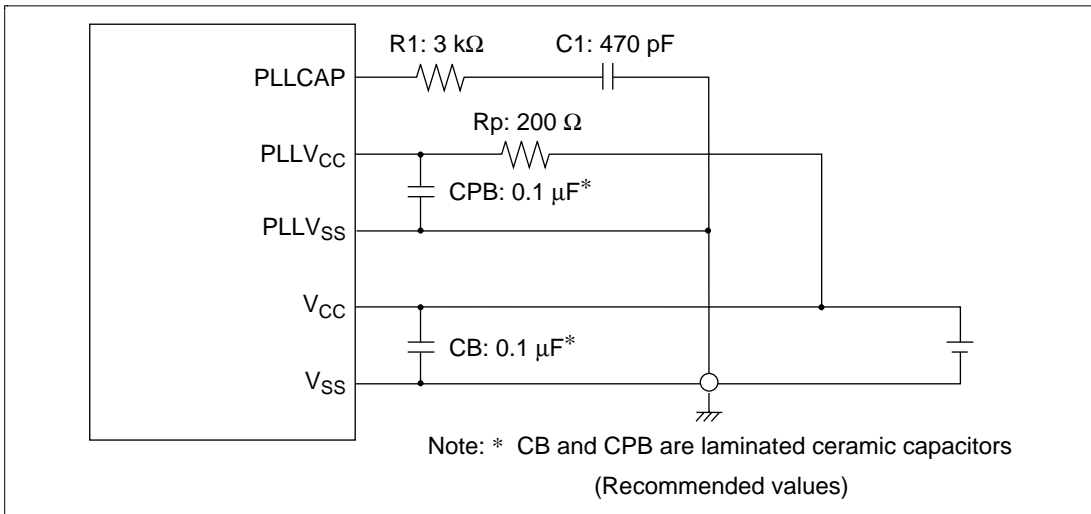 R1: 3 kΩ
C1: 470 pF
PLLCAP
Rp: 200 Ω
PLLVCC
CPB: 0.1 μF*
PLLVSS
VCC
CB: 0.1 μF*
VSS
Note: * CB and CPB are laminated ceramic capacitors
(Recommended values)